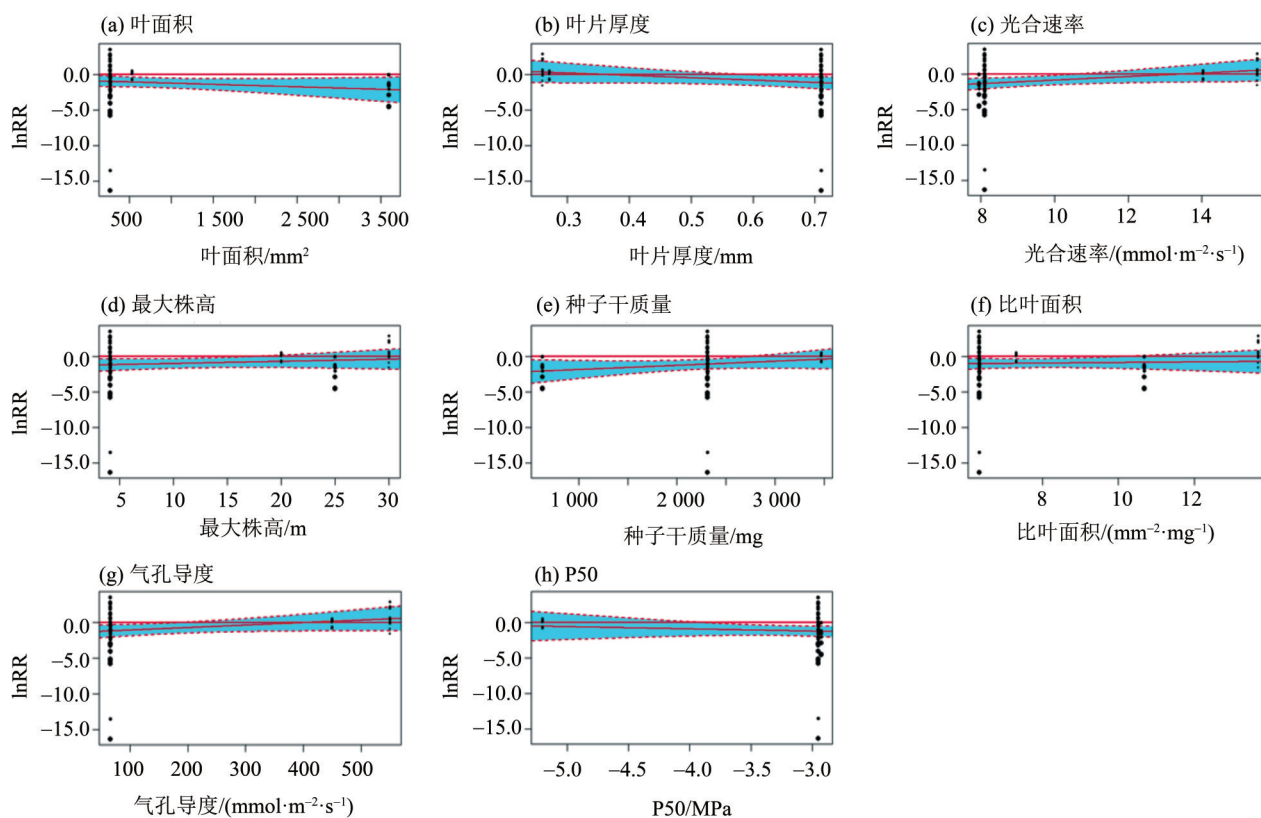 (a) 叶面积
0.0
−5.0
−10.0
−15.0
lnRR
500
1 500
2 500
3 500
叶面积/mm²
(b) 叶片厚度
0.0
−5.0
−10.0
−15.0
lnRR
0.3
0.4
0.5
0.6
0.7
叶片厚度/mm
(c) 光合速率
0.0
−5.0
−10.0
−15.0
lnRR
8
10
12
14
光合速率/(mmol·m⁻²·s⁻¹)
(d) 最大株高
0.0
−5.0
−10.0
−15.0
lnRR
5
10
15
20
25
30
最大株高/m
(e) 种子干质量
0.0
−5.0
−10.0
−15.0
lnRR
1 000
2 000
3 000
种子干质量/mg
(f) 比叶面积
0.0
−5.0
−10.0
−15.0
lnRR
8
10
12
比叶面积/(mm⁻²·mg⁻¹)
(g) 气孔导度
0.0
−5.0
−10.0
−15.0
lnRR
100
200
300
400
500
气孔导度/(mmol·m⁻²·s⁻¹)
(h) P50
0.0
−5.0
−10.0
−15.0
lnRR
−5.0
−4.5
−4.0
−3.5
−3.0
P50/MPa